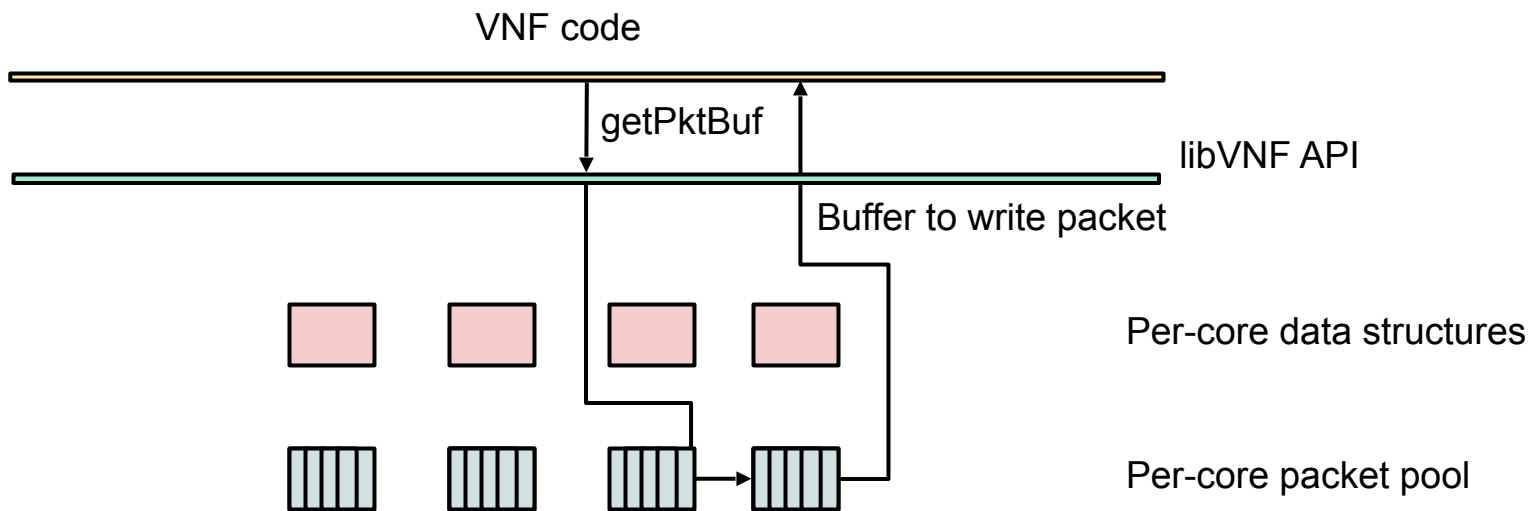 VNF code
getPktBuf
libVNF API
Buffer to write packet
Per-core data structures
Per-core packet pool